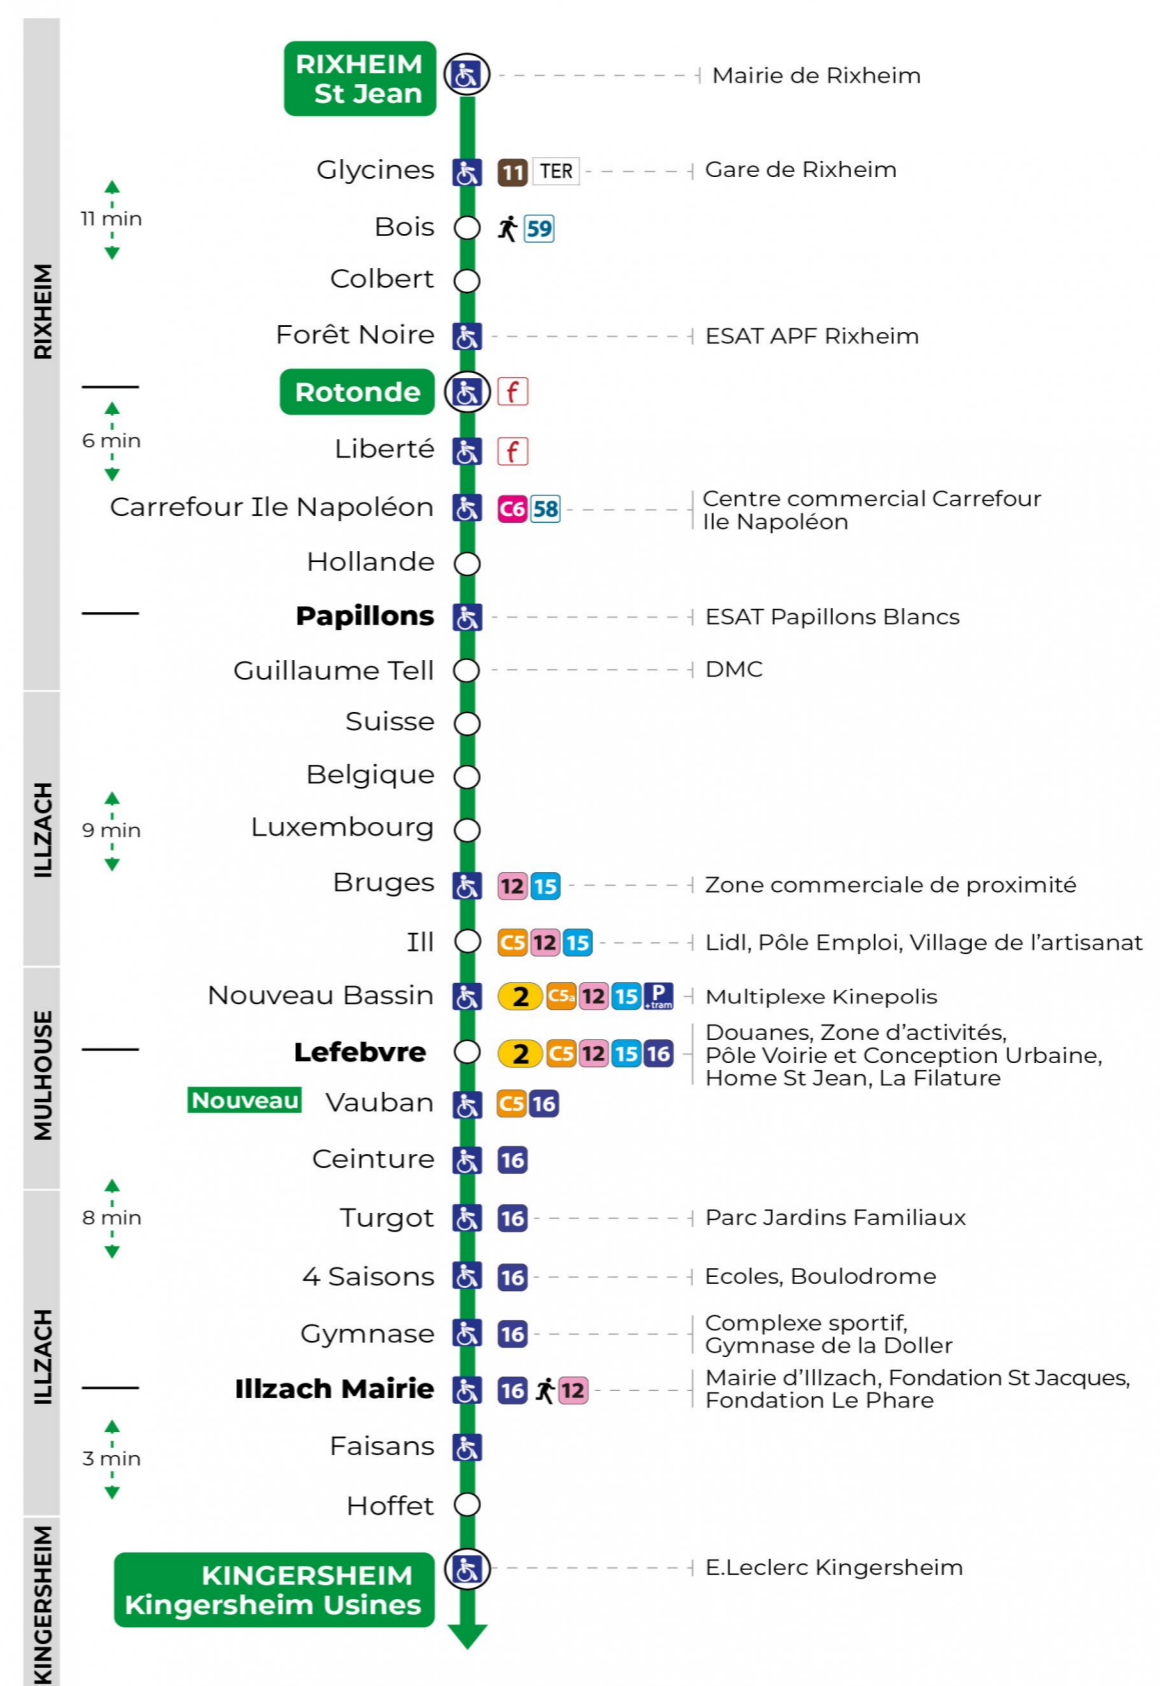 RIXHEIM
St Jean
Mairie de Rixheim
Glycines 11 TER Gare de Rixheim
11 min
Bois 59
Colbert
RIXHEIM
Forêt Noire ESAT APF Rixheim
Rotonde f
6 min
Liberté f
Carrefour Ile Napoléon C6 58 Centre commercial Carrefour
Ile Napoléon
Hollande
Papillons ESAT Papillons Blancs
Guillaume Tell DMC
Suisse
Belgique
ILLZACH
9 min
Luxembourg
Bruges 12 15 Zone commerciale de proximité
Ill C5 12 15 Lidl, Pôle Emploi, Village de l'artisanat
Nouveau Bassin 2 C5a 12 15 P +tram Multiplexe Kinepolis
MULHOUSE
Lefebvre 2 C5 12 15 16 Douanes, Zone d'activités,
Pôle Voirie et Conception Urbaine,
Home St Jean, La Filature
Nouveau Vauban C5 16
Ceinture 16
8 min
Turgot 16 Parc Jardins Familiaux
4 Saisons 16 Ecoles, Boulodrome
Gymnase 16 Complexe sportif,
Gymnase de la Doller
ILLZACH
Illzach Mairie 16 12 Mairie d'Illzach, Fondation St Jacques,
Fondation Le Phare
Faisans
3 min
Hoffet
KINGERSHEIM
Kingersheim Usines
E.Leclerc Kingersheim
KINGERSHEIM